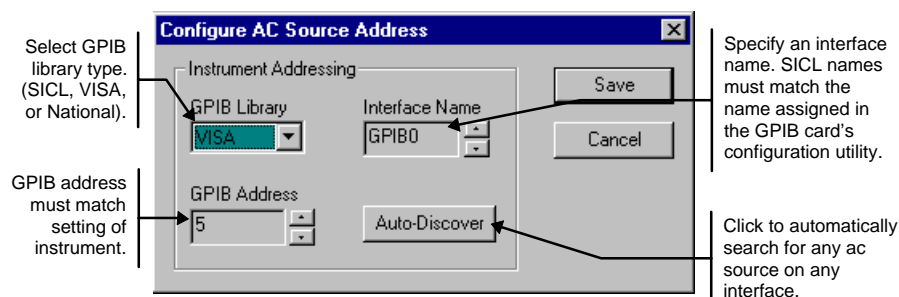 Configure AC Source Address
Select GPIB
library type.
(SICL, VISA,
or National).
Instrument Addressing
GPIB Library
VISA
Interface Name
GPIB0
Save
Cancel
Specify an interface
name. SICL names
must match the
name assigned in
the GPIB card's
configuration utility.
GPIB address
must match
setting of
instrument.
GPIB Address
5
Auto-Discover
Click to automatically
search for any ac
source on any
interface.